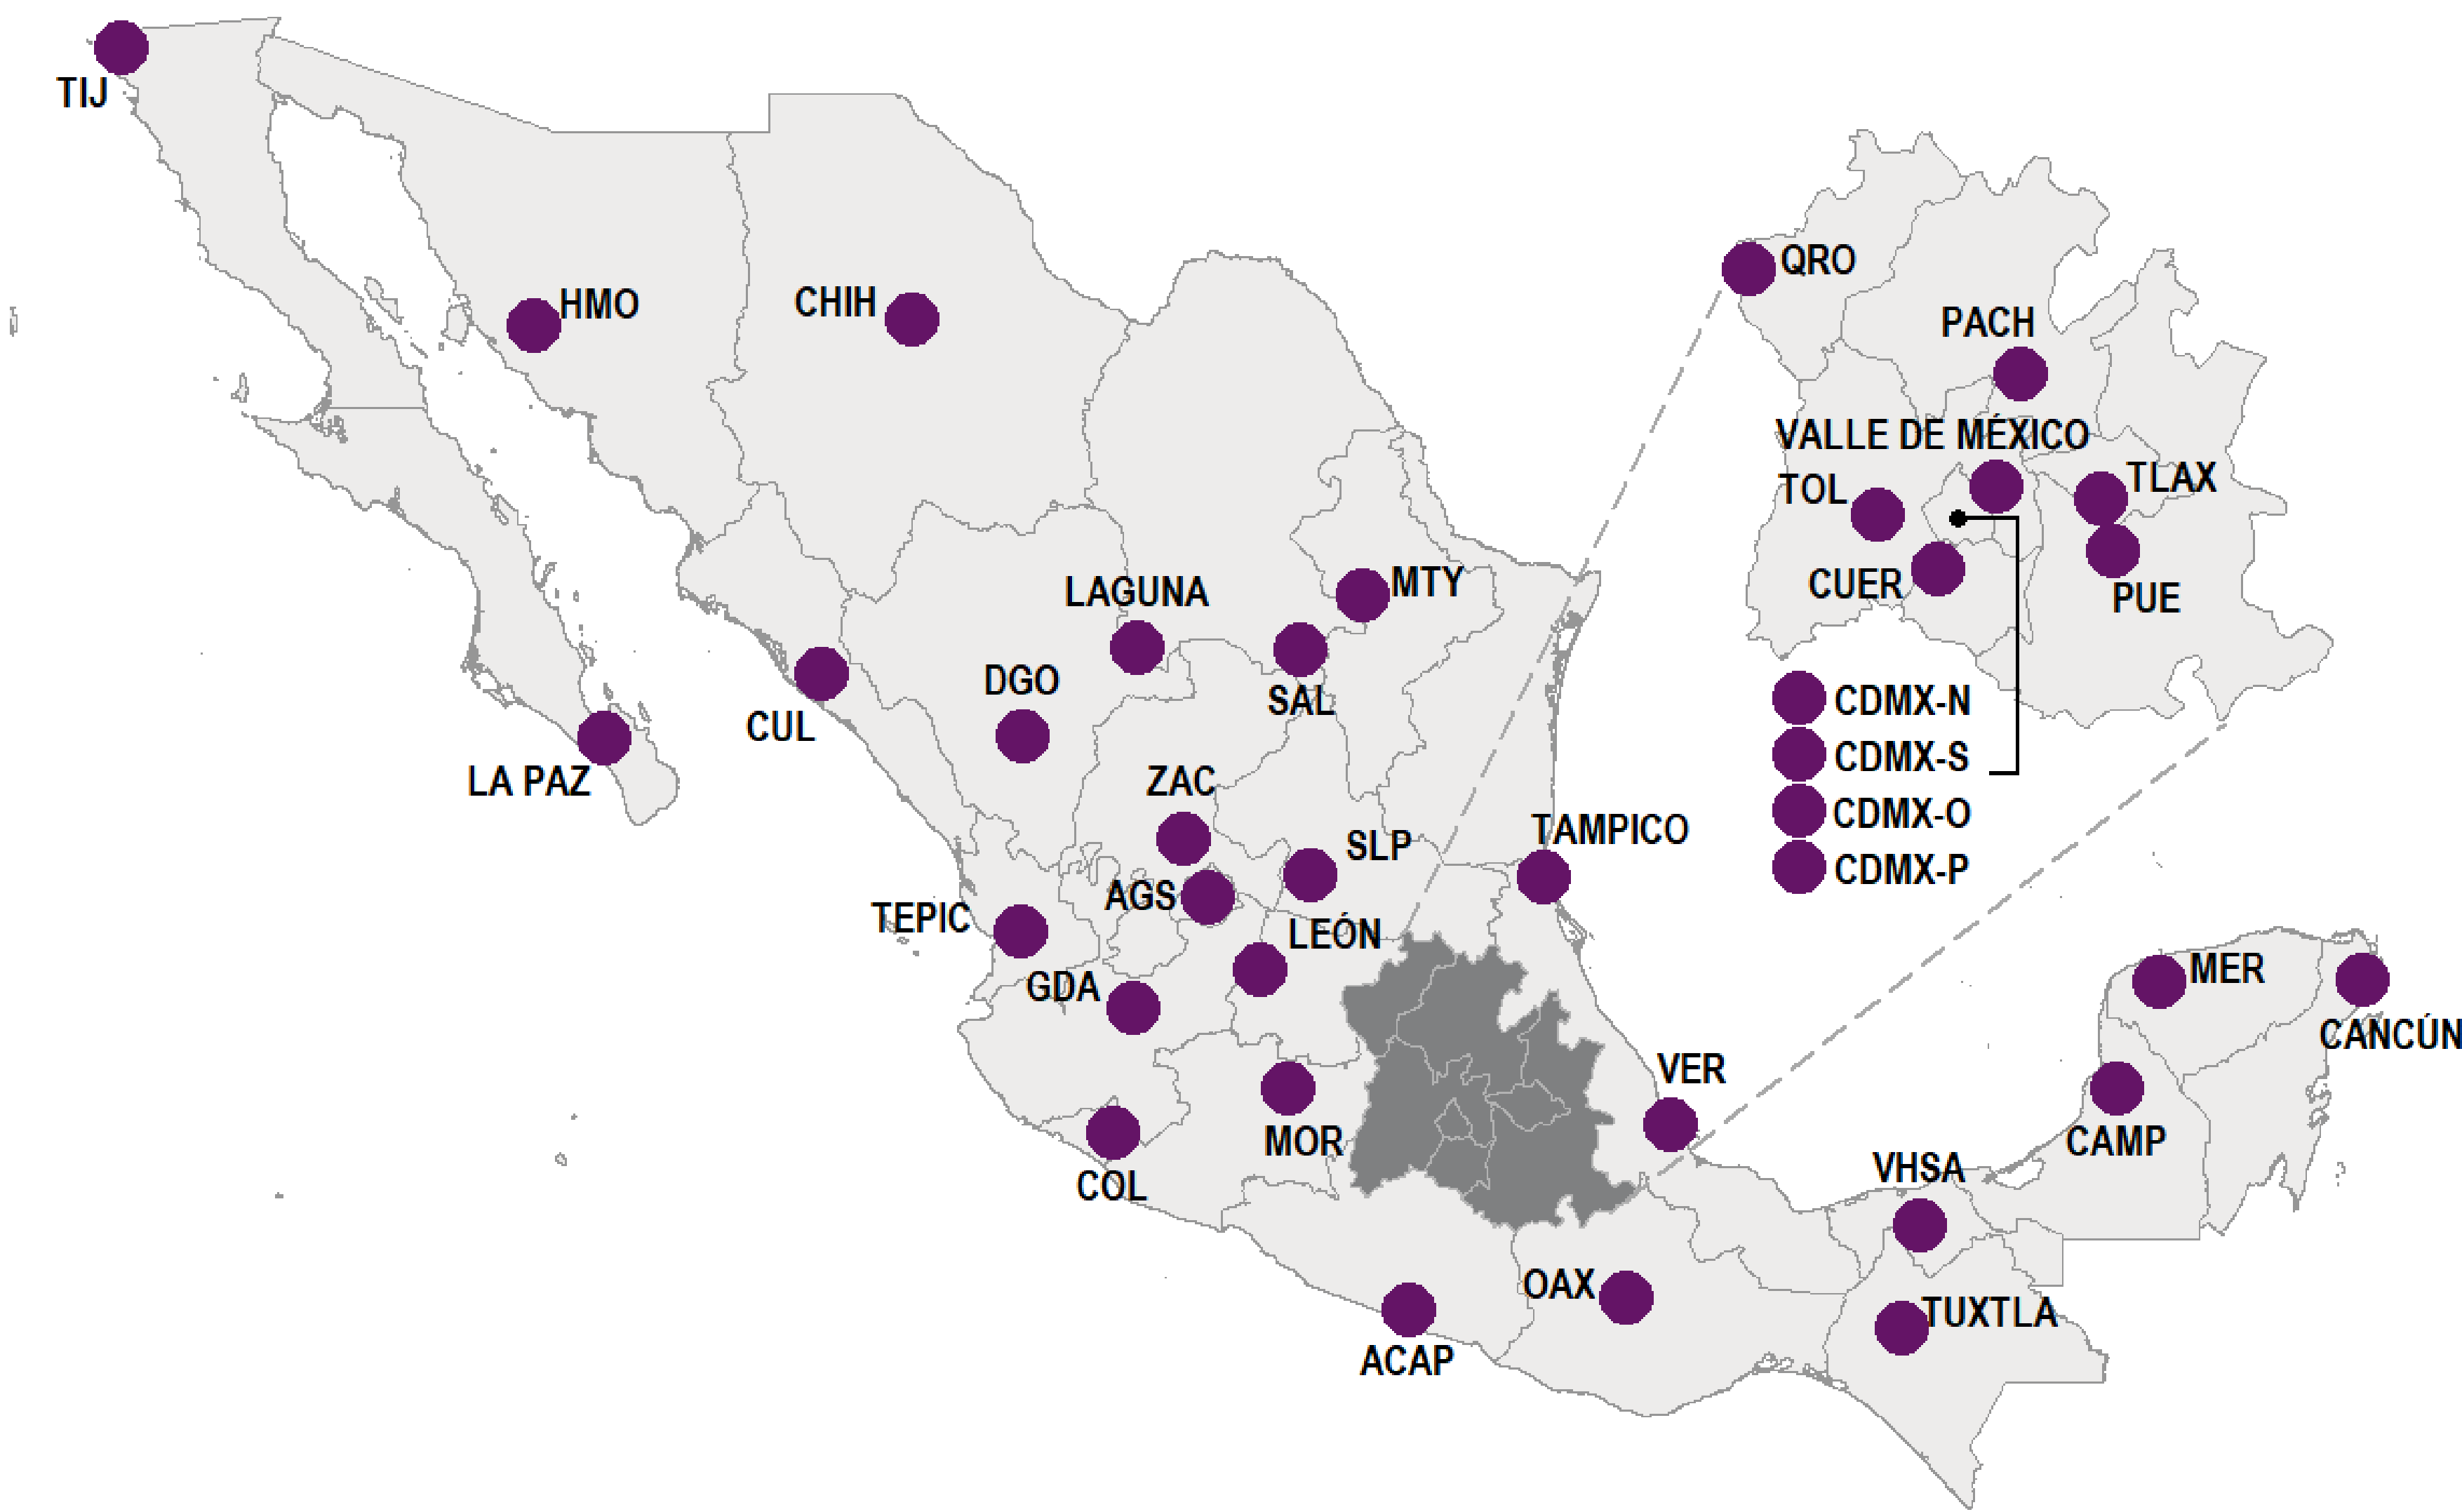 TIJ
QRO
HMO
CHIH
PACH
VALLE DE MÉXICO
TOL
TLAX
CUER
PUE
LAGUNA
MTY
DGO
SAL
CUL
LA PAZ
CDMX-N
CDMX-S
CDMX-O
CDMX-P
ZAC
TAMPICO
SLP
AGS
TEPIC
LEÓN
GDA
MER
CANCÚN
VER
MOR
CAMP
COL
VHSA
OAX
TUXTLA
ACAP